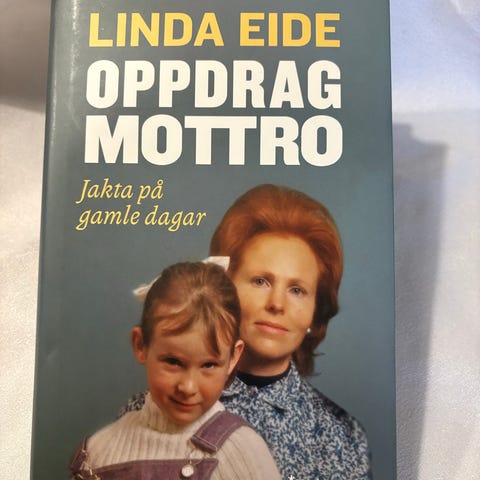 LINDA EIDE
OPPDRAG
MOTTRO
Jakta på
gamle dagar